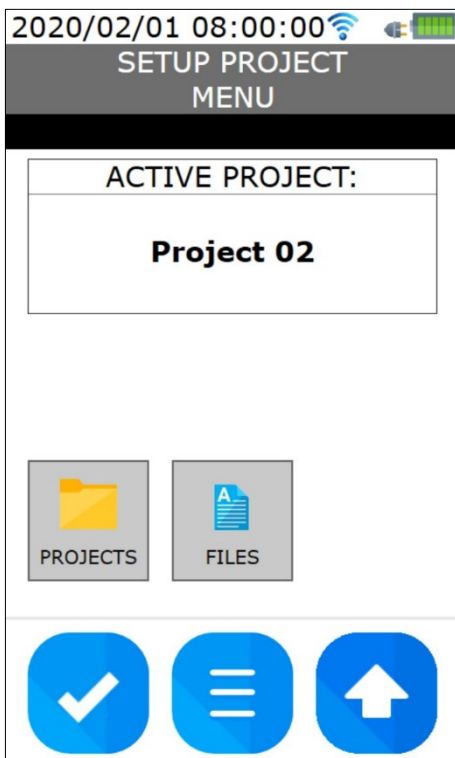 2020/02/01 08:00:00
SETUP PROJECT
MENU
ACTIVE PROJECT:
Project 02
PROJECTS
FILES